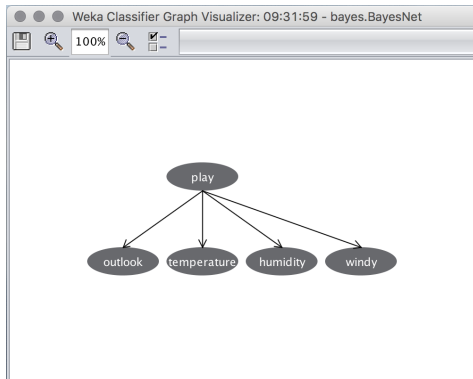 Weka Classifier Graph Visualizer: 09:31:59 - bayes.BayesNet
100%
play
outlook temperature humidity windy